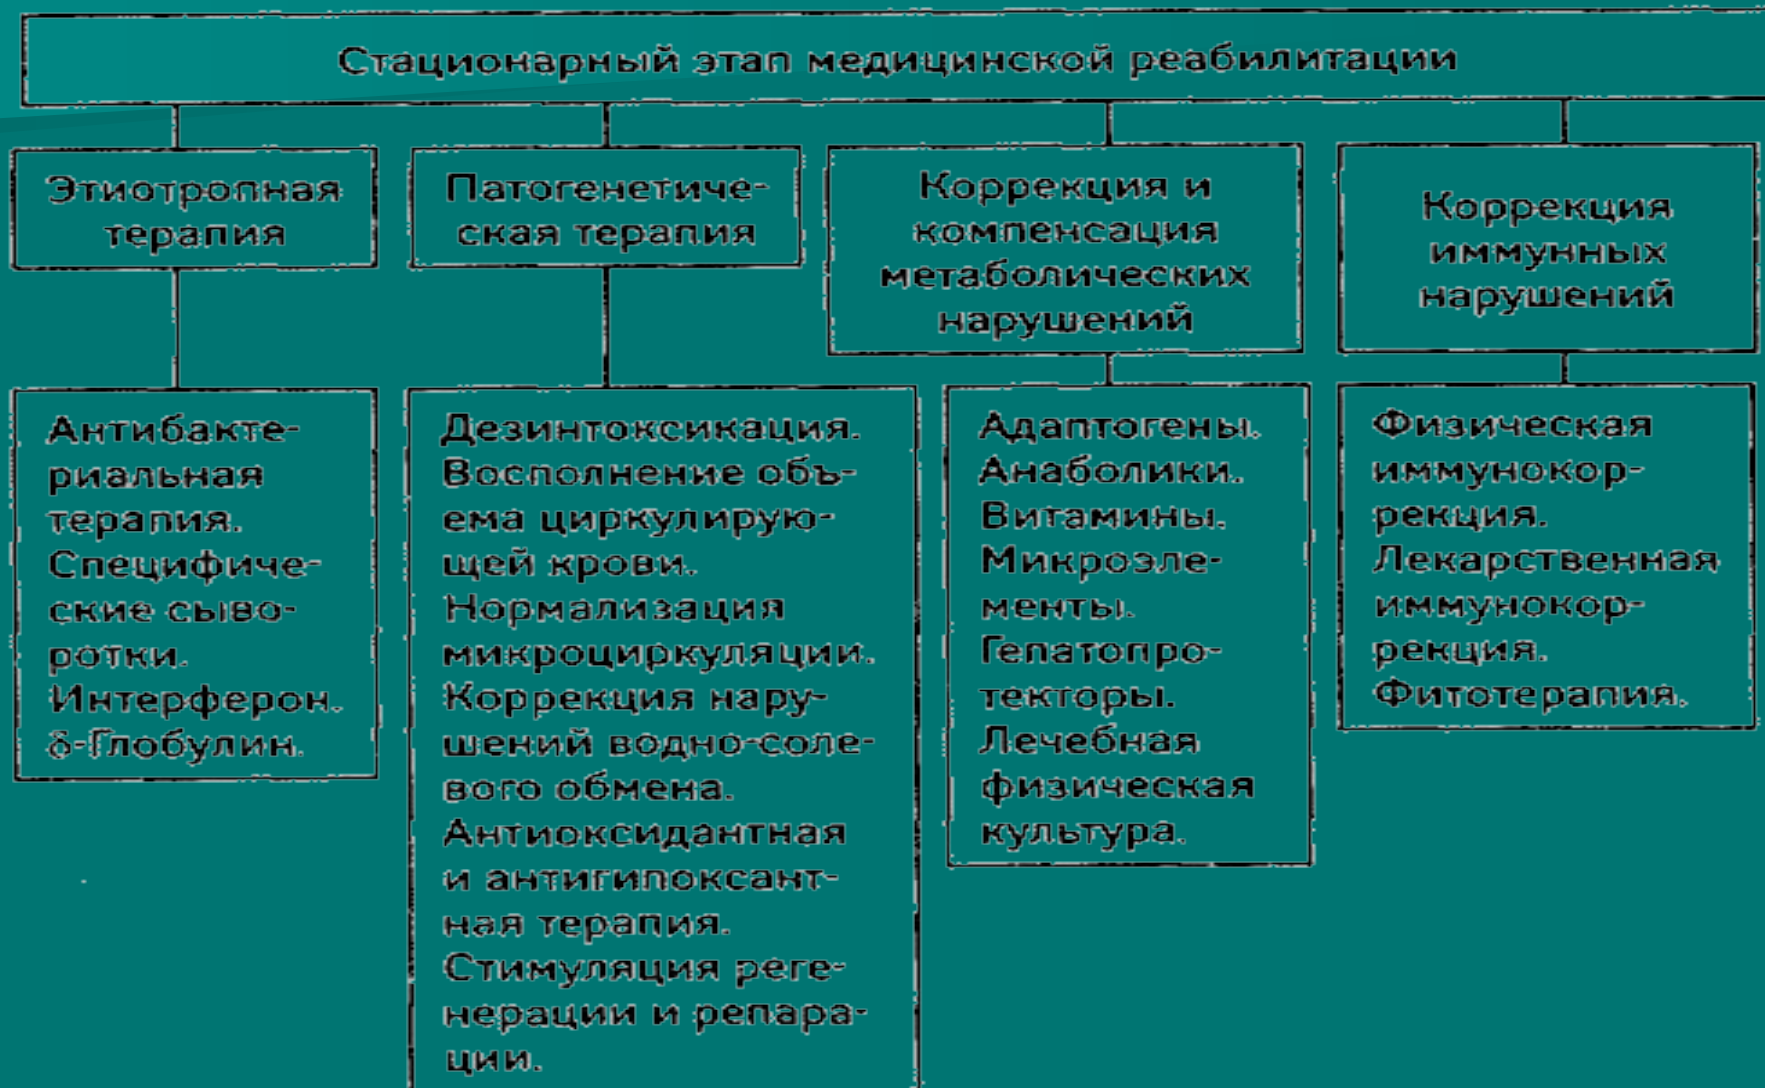 Стационарный этап медицинской реабилитации
Этиотропная
терапия
Патогенетиче-
ская терапия
Коррекция и
компенсация
метаболических
нарушений
Коррекция
иммунных
нарушений
Антибакте-
риальная
терапия.
Специфиче-
ские сыво-
ротки.
Интерферон.
δ-Глобулин.
Дезинтоксикация.
Восполнение объ-
ема циркулирую-
щей крови.
Нормализация
микроциркуляции.
Коррекция нару-
шений водно-соле-
вого обмена.
Антиоксидантная
и антигипоксант-
ная терапия.
Стимуляция реге-
нерации и репара-
ции.
Адаптогены.
Анаболики.
Витамины.
Микроэле-
менты.
Гепатопро-
текторы.
Лечебная
физическая
культура.
Физическая
иммунокор-
рекция.
Лекарственная
иммунокор-
рекция.
Фитотерапия.